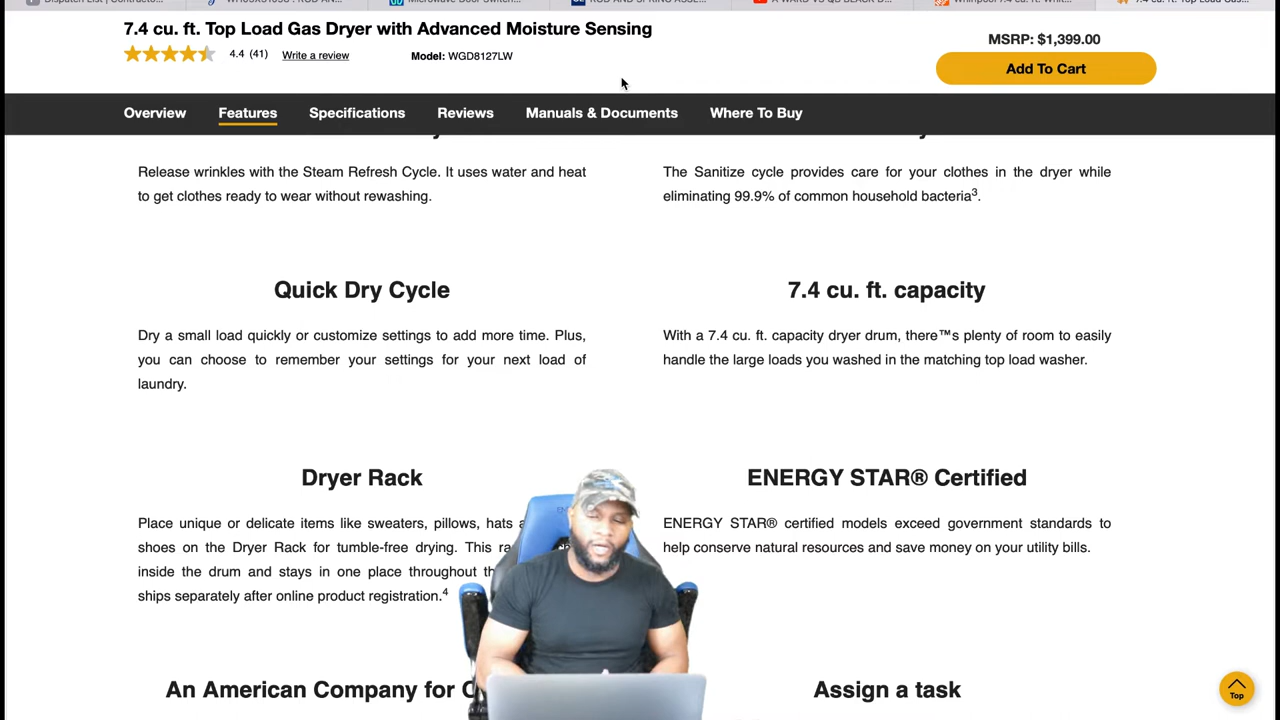 7.4 cu. ft. Top Load Gas Dryer with Advanced Moisture Sensing
4.4 (41) Write a review Model: WGD8127LW
MSRP: $1,399.00
Add To Cart
Overview Features Specifications Reviews Manuals & Documents Where To Buy
Release wrinkles with the Steam Refresh Cycle. It uses water and heat
to get clothes ready to wear without rewashing.
The Sanitize cycle provides care for your clothes in the dryer while
eliminating 99.9% of common household bacteria³.
Quick Dry Cycle
Dry a small load quickly or customize settings to add more time. Plus,
you can choose to remember your settings for your next load of
laundry.
7.4 cu. ft. capacity
With a 7.4 cu. ft. capacity dryer drum, there™s plenty of room to easily
handle the large loads you washed in the matching top load washer.
Dryer Rack
Place unique or delicate items like sweaters, pillows, hats
shoes on the Dryer Rack for tumble-free drying. This
inside the drum and stays in one place throughout
ships separately after online product registration.⁴
ENERGY STAR® Certified
ENERGY STAR® certified models exceed government standards to
help conserve natural resources and save money on your utility bills.
An American Company for
Assign a task
Top